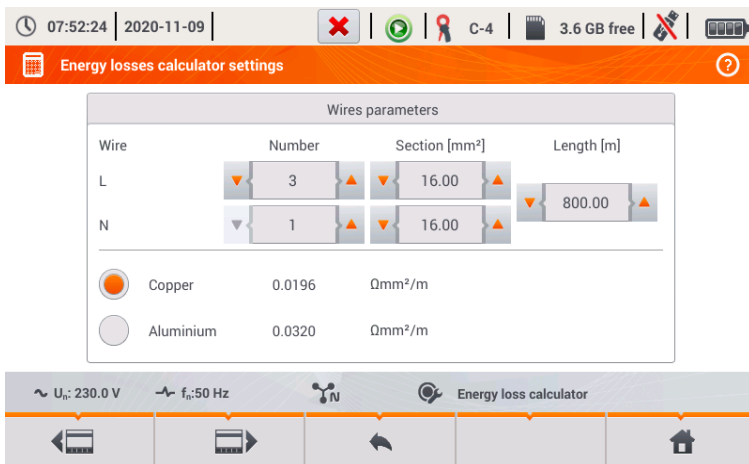 07:52:24 2020-11-09 C-4 3.6 GB free
Energy losses calculator settings ?
Wires parameters
Wire Number Section [mm²] Length [m]
L 3 16.00
800.00
N 1 16.00
Copper 0.0196 Ωmm²/m
Aluminium 0.0320 Ωmm²/m
Uₙ: 230.0 V fₙ:50 Hz N Energy loss calculator